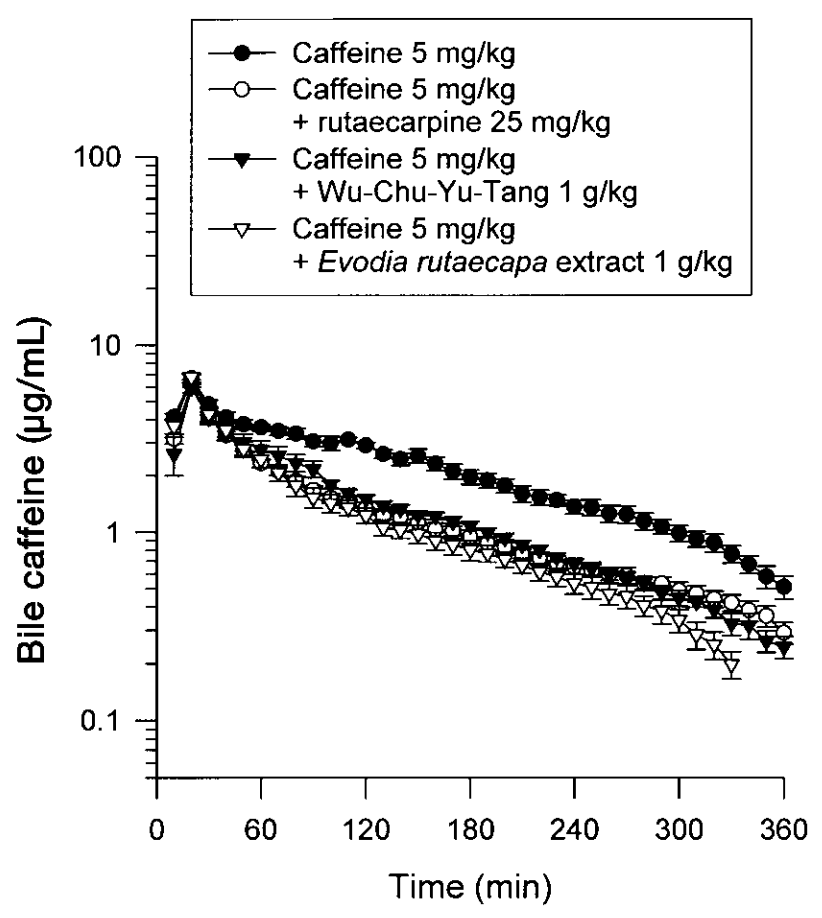 Caffeine 5 mg/kg
Caffeine 5 mg/kg
+ rutaecarpine 25 mg/kg
Caffeine 5 mg/kg
+ Wu-Chu-Yu-Tang 1 g/kg
Caffeine 5 mg/kg
+ Evodia rutaecapa extract 1 g/kg
Bile caffeine (µg/mL)
100
10
1
0.1
0 60 120 180 240 300 360
Time (min)